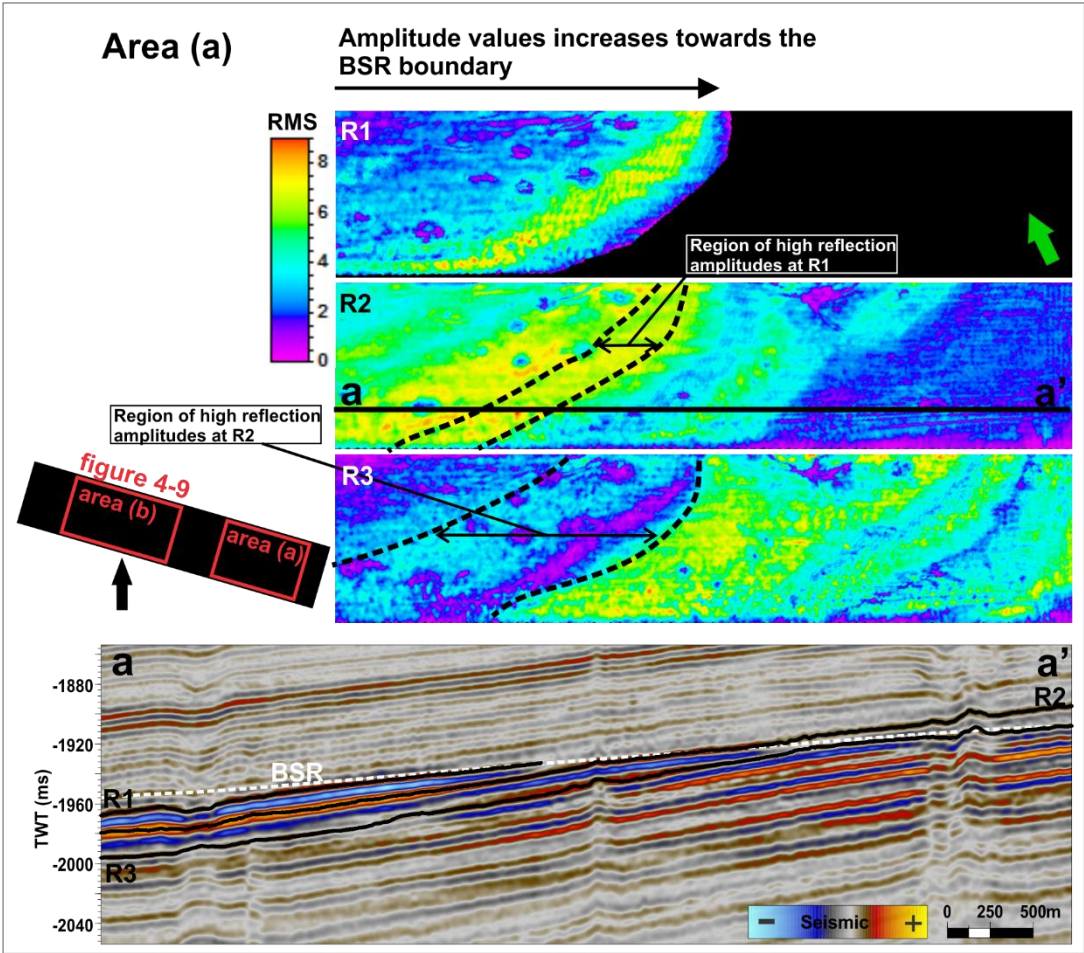 Area (a)
Amplitude values increases towards the
BSR boundary
RMS
8
6
4
2
0
R1
Region of high reflection
amplitudes at R1
R2
a
a'
Region of high reflection
amplitudes at R2
R3
figure 4-9
area (b)
area (a)
a
a'
R2
-1880
-1920
BSR
R1
-1960
TWT (ms)
-2000
R3
-2040
- Seismic +
0 250 500m